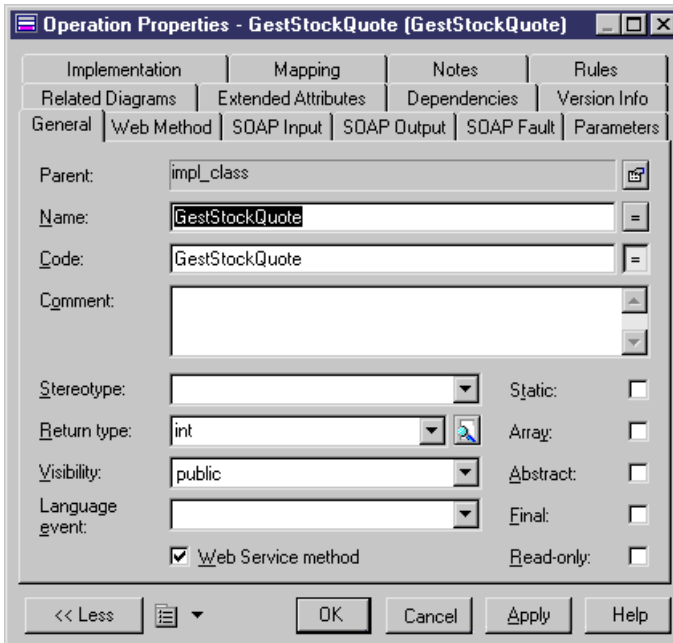 Operation Properties - GestStockQuote (GestStockQuote)
Implementation Mapping Notes Rules
Related Diagrams Extended Attributes Dependencies Version Info
General Web Method SOAP Input SOAP Output SOAP Fault Parameters
Parent: impl_class
Name: GestStockQuote =
Code: GestStockQuote =
Comment:
Stereotype: Static:
Return type: int Array:
Visibility: public Abstract:
Language
event: Final:
Web Service method Read-only:
<< Less OK Cancel Apply Help